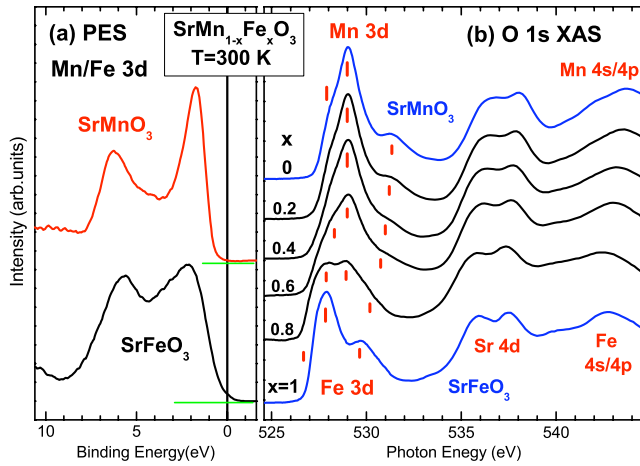 (a) PES
SrMn1-xFexO3
T=300 K
Mn/Fe 3d
SrMnO3
SrFeO3
Intensity (arb.units)
10
5
0
Binding Energy(eV)
(b) O 1s XAS
Mn 3d
Mn 4s/4p
SrMnO3
x
0
0.2
0.4
0.6
0.8
x=1
Fe 3d
Sr 4d
SrFeO3
Fe
4s/4p
525
530
535
540
Photon Energy (eV)